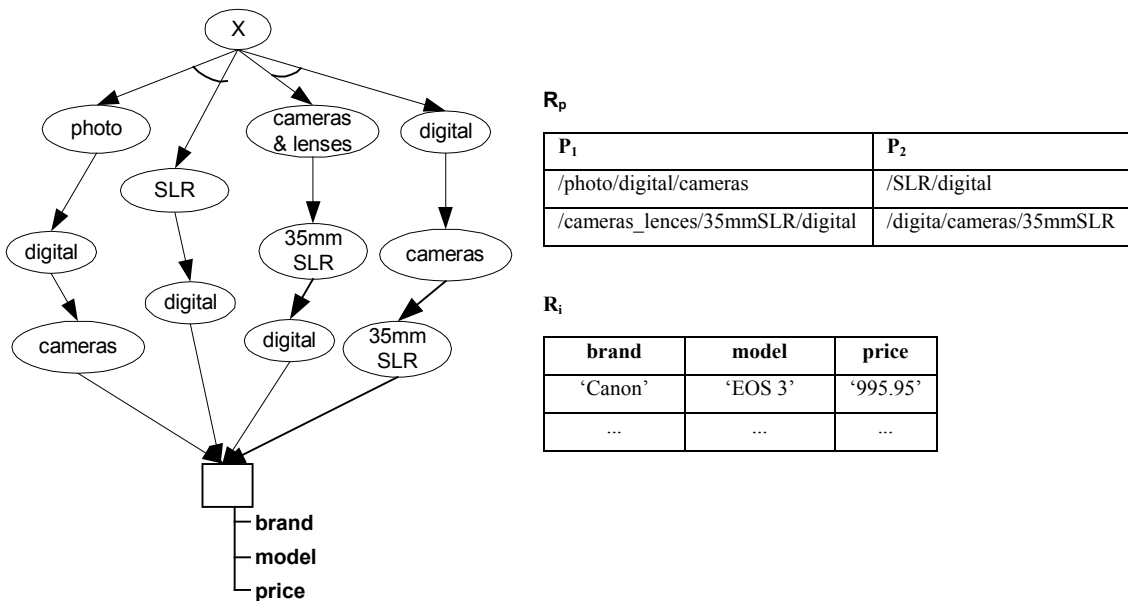 X
photo
SLR
cameras
& lenses
digital
digital
digital
35mm
SLR
cameras
cameras
digital
35mm
SLR
brand
model
price
Rp
P1 P2
/photo/digital/cameras /SLR/digital
/cameras_lences/35mmSLR/digital /digita/cameras/35mmSLR
Ri
brand model price
‘Canon’ ‘EOS 3’ ‘995.95’
... ... ...